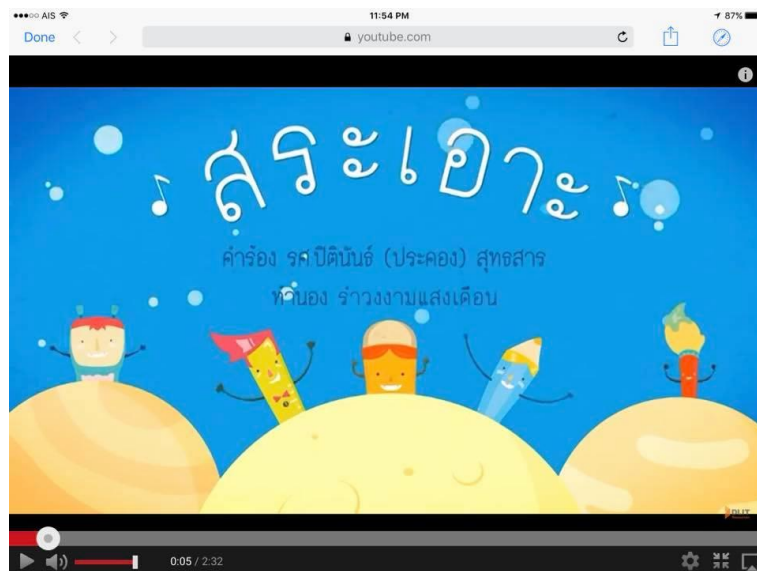 AIS
11:54 PM
87%
Done
youtube.com
สระเอาะ
คำร้อง รศ.ปิตินันธ์ (ประคอง) สุทธสาร
ทำนอง รำวงงามแสงเดือน
0:05 / 2:32